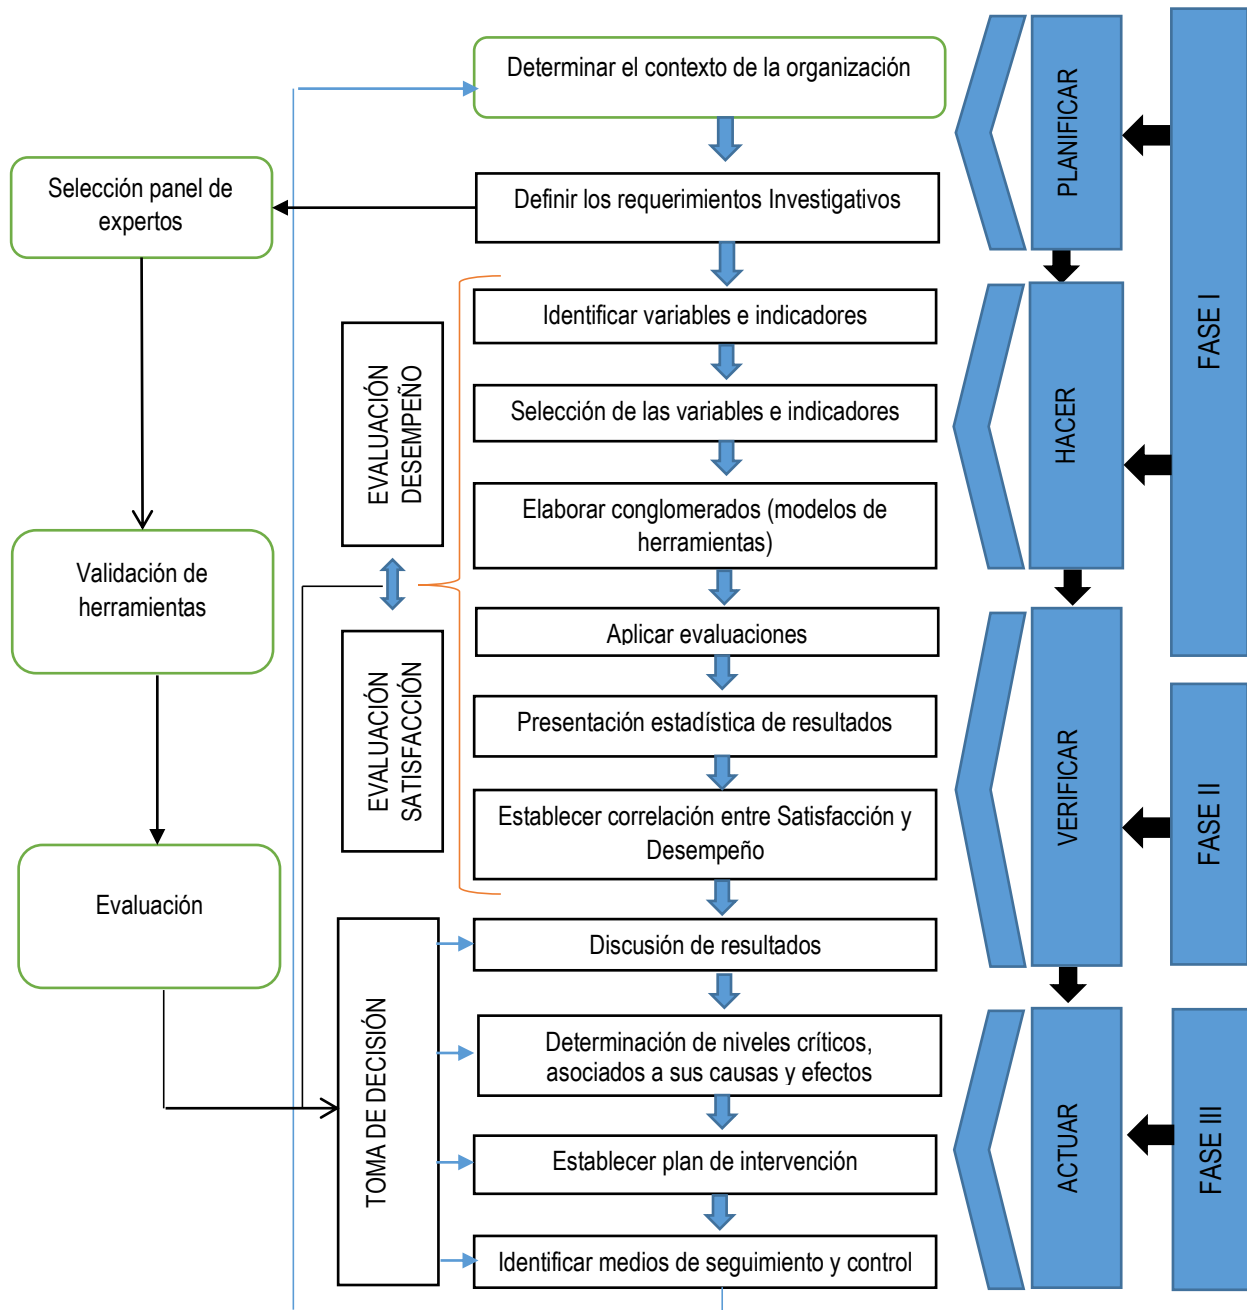 Determinar el contexto de la organización
Selección panel de
expertos
Definir los requerimientos Investigativos
Identificar variables e indicadores
Selección de las variables e indicadores
Elaborar conglomerados (modelos de
herramientas)
EVALUACIÓN
DESEMPEÑO
Validación de
herramientas
Aplicar evaluaciones
Presentación estadística de resultados
Establecer correlación entre Satisfacción y
Desempeño
EVALUACIÓN
SATISFACCIÓN
Evaluación
Discusión de resultados
Determinación de niveles críticos,
asociados a sus causas y efectos
Establecer plan de intervención
Identificar medios de seguimiento y control
TOMA DE DECISIÓN
PLANIFICAR
HACER
VERIFICAR
ACTUAR
FASE I
FASE II
FASE III